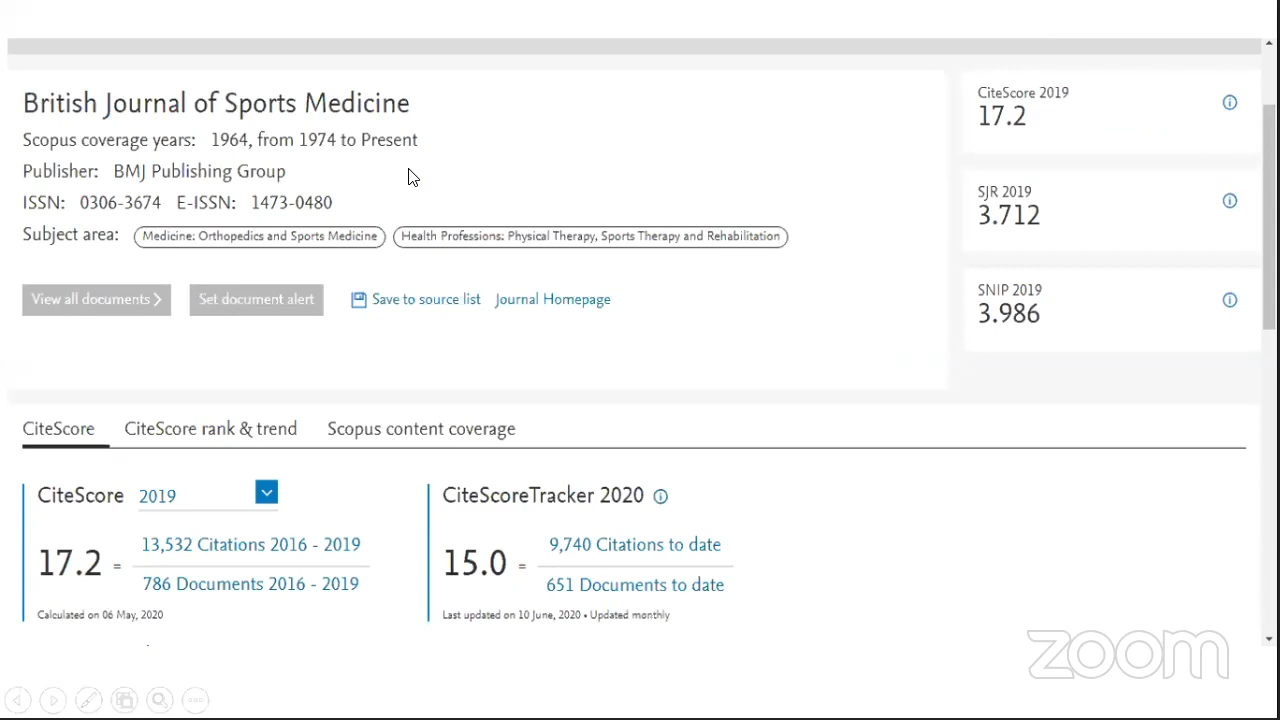 British Journal of Sports Medicine
Scopus coverage years: 1964, from 1974 to Present
Publisher: BMJ Publishing Group
ISSN: 0306-3674 E-ISSN: 1473-0480
Subject area: Medicine: Orthopedics and Sports Medicine Health Professions: Physical Therapy, Sports Therapy and Rehabilitation
View all documents Set document alert Save to source list Journal Homepage
CiteScore 2019
17.2
SJR 2019
3.712
SNIP 2019
3.986
CiteScore CiteScore rank & trend Scopus content coverage
CiteScore 2019
17.2 = 13,532 Citations 2016 - 2019
786 Documents 2016 - 2019
Calculated on 06 May, 2020
CiteScoreTracker 2020
15.0 = 9,740 Citations to date
651 Documents to date
Last updated on 10 June, 2020 • Updated monthly
zoom